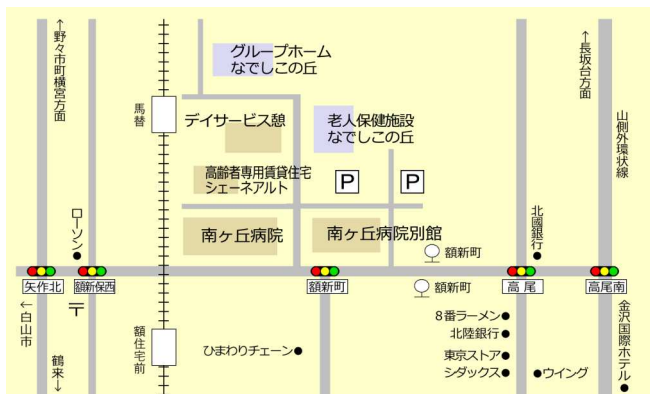 ↑野々市町横宮方面
グループホーム
なでしこの丘
↑長坂台方面
馬替
デイサービス憩
老人保健施設
なでしこの丘
山側外環状線
高齢者専用賃貸住宅
シェーネアルト
P
P
ローソン
南ヶ丘病院
南ヶ丘病院別館
額新町
北國銀行
矢作北
額新保西
額新町
額新町
高尾
高尾南
←白山市
〒
鶴来→
額住宅前
ひまわりチェーン
8番ラーメン
北陸銀行
東京ストア
シダックス
ウイング
金沢国際ホテル